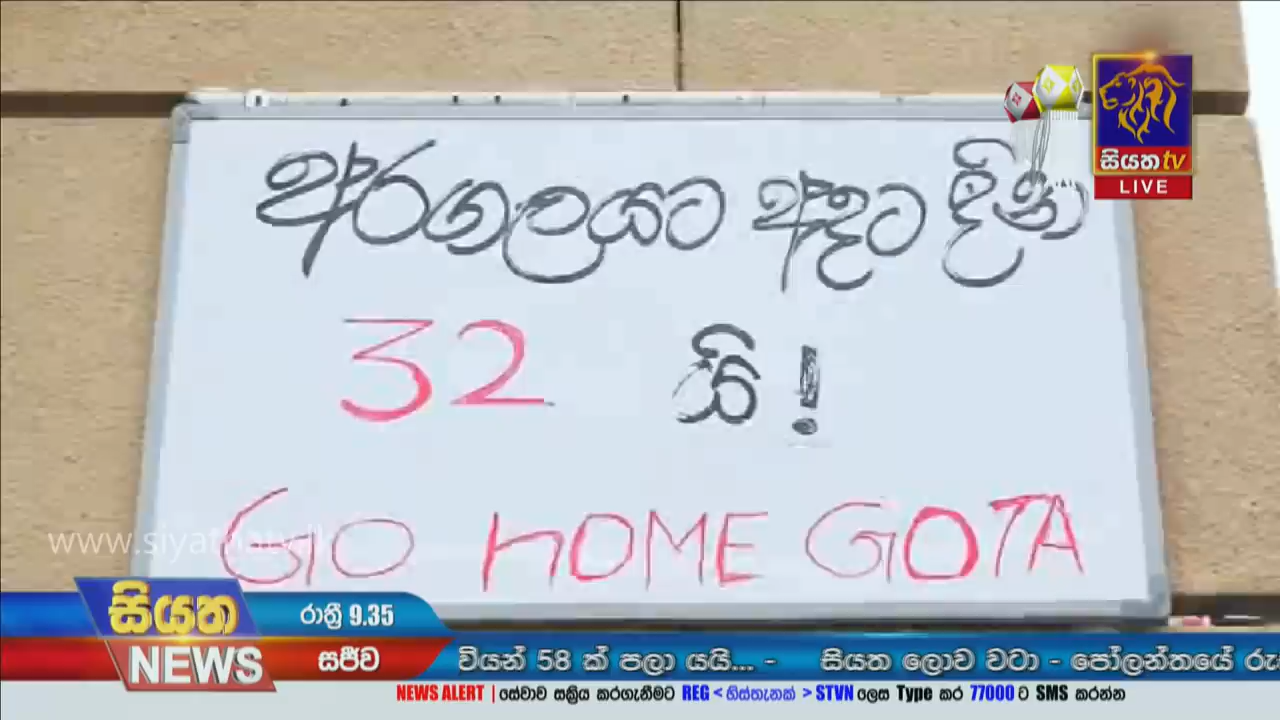 සියත tv
LIVE
අරගලයට අදට දින
32 යි!
GO HOME GOTA
www.siyathatv.lk
සියත
NEWS
රාත්‍රී 9.35
සජීව
වියන් 58 ක් පලා යයි... - සියත ලොව වටා - පෝලන්තයේ රු
NEWS ALERT | සේවාව සක්‍රිය කරගැනීමට REG < හිස්තැනක් > STVN ලෙස Type කර 77000 ට SMS කරන්න